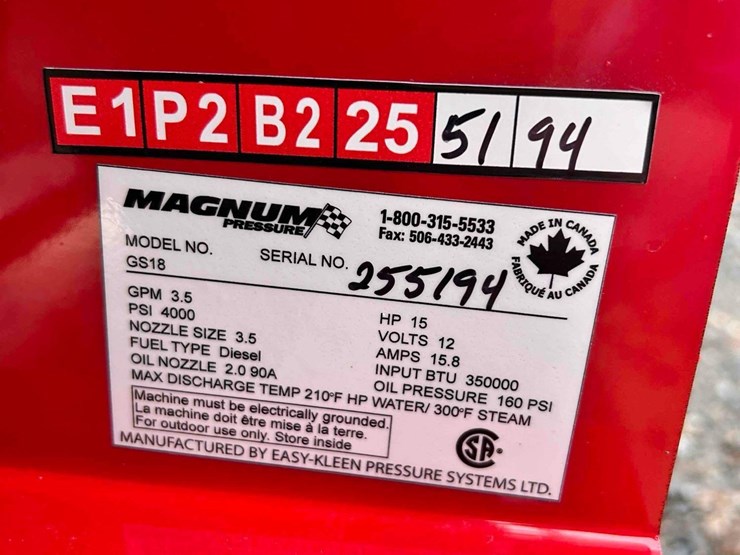 E1 P2 B2 25 51 94
MAGNUM
PRESSURE
1-800-315-5533
Fax: 506-433-2443
MADE IN CANADA
FABRIQUÉ AU CANADA
MODEL NO.
GS18
SERIAL NO. 255194
GPM 3.5
PSI 4000
NOZZLE SIZE 3.5
FUEL TYPE Diesel
OIL NOZZLE 2.0 90A
HP 15
VOLTS 12
AMPS 15.8
INPUT BTU 350000
OIL PRESSURE 160 PSI
MAX DISCHARGE TEMP 210°F HP WATER/ 300°F STEAM
Machine must be electrically grounded.
La machine doit être mise à la terre.
For outdoor use only. Store inside
SA
MANUFACTURED BY EASY-KLEEN PRESSURE SYSTEMS LTD.